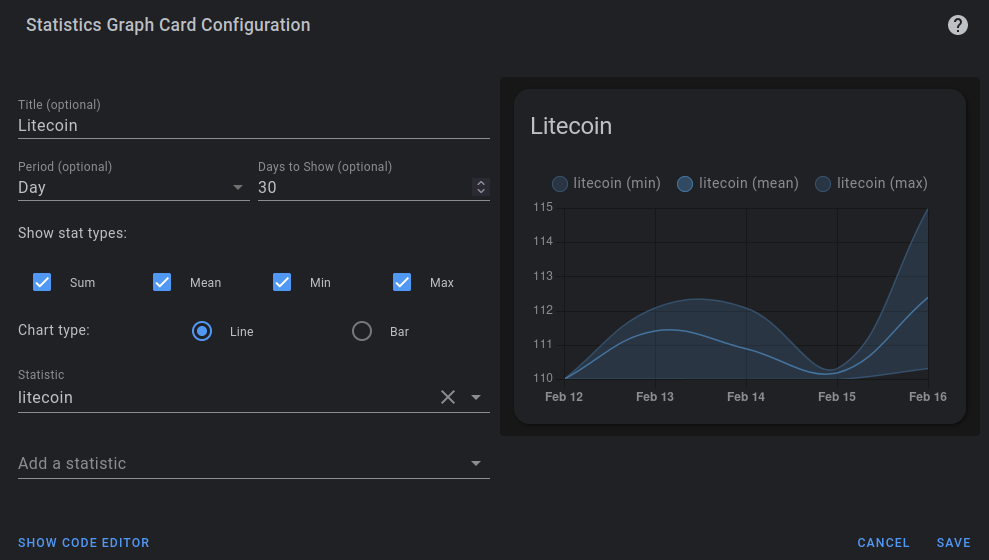 Statistics Graph Card Configuration
Title (optional)
Litecoin
Period (optional)
Day
Days to Show (optional)
30
Show stat types:
Sum
Mean
Min
Max
Chart type:
Line
Bar
Statistic
litecoin
Add a statistic
Litecoin
litecoin (min) litecoin (mean) litecoin (max)
115
114
113
112
111
110
Feb 12 Feb 13 Feb 14 Feb 15 Feb 16
SHOW CODE EDITOR
CANCEL
SAVE